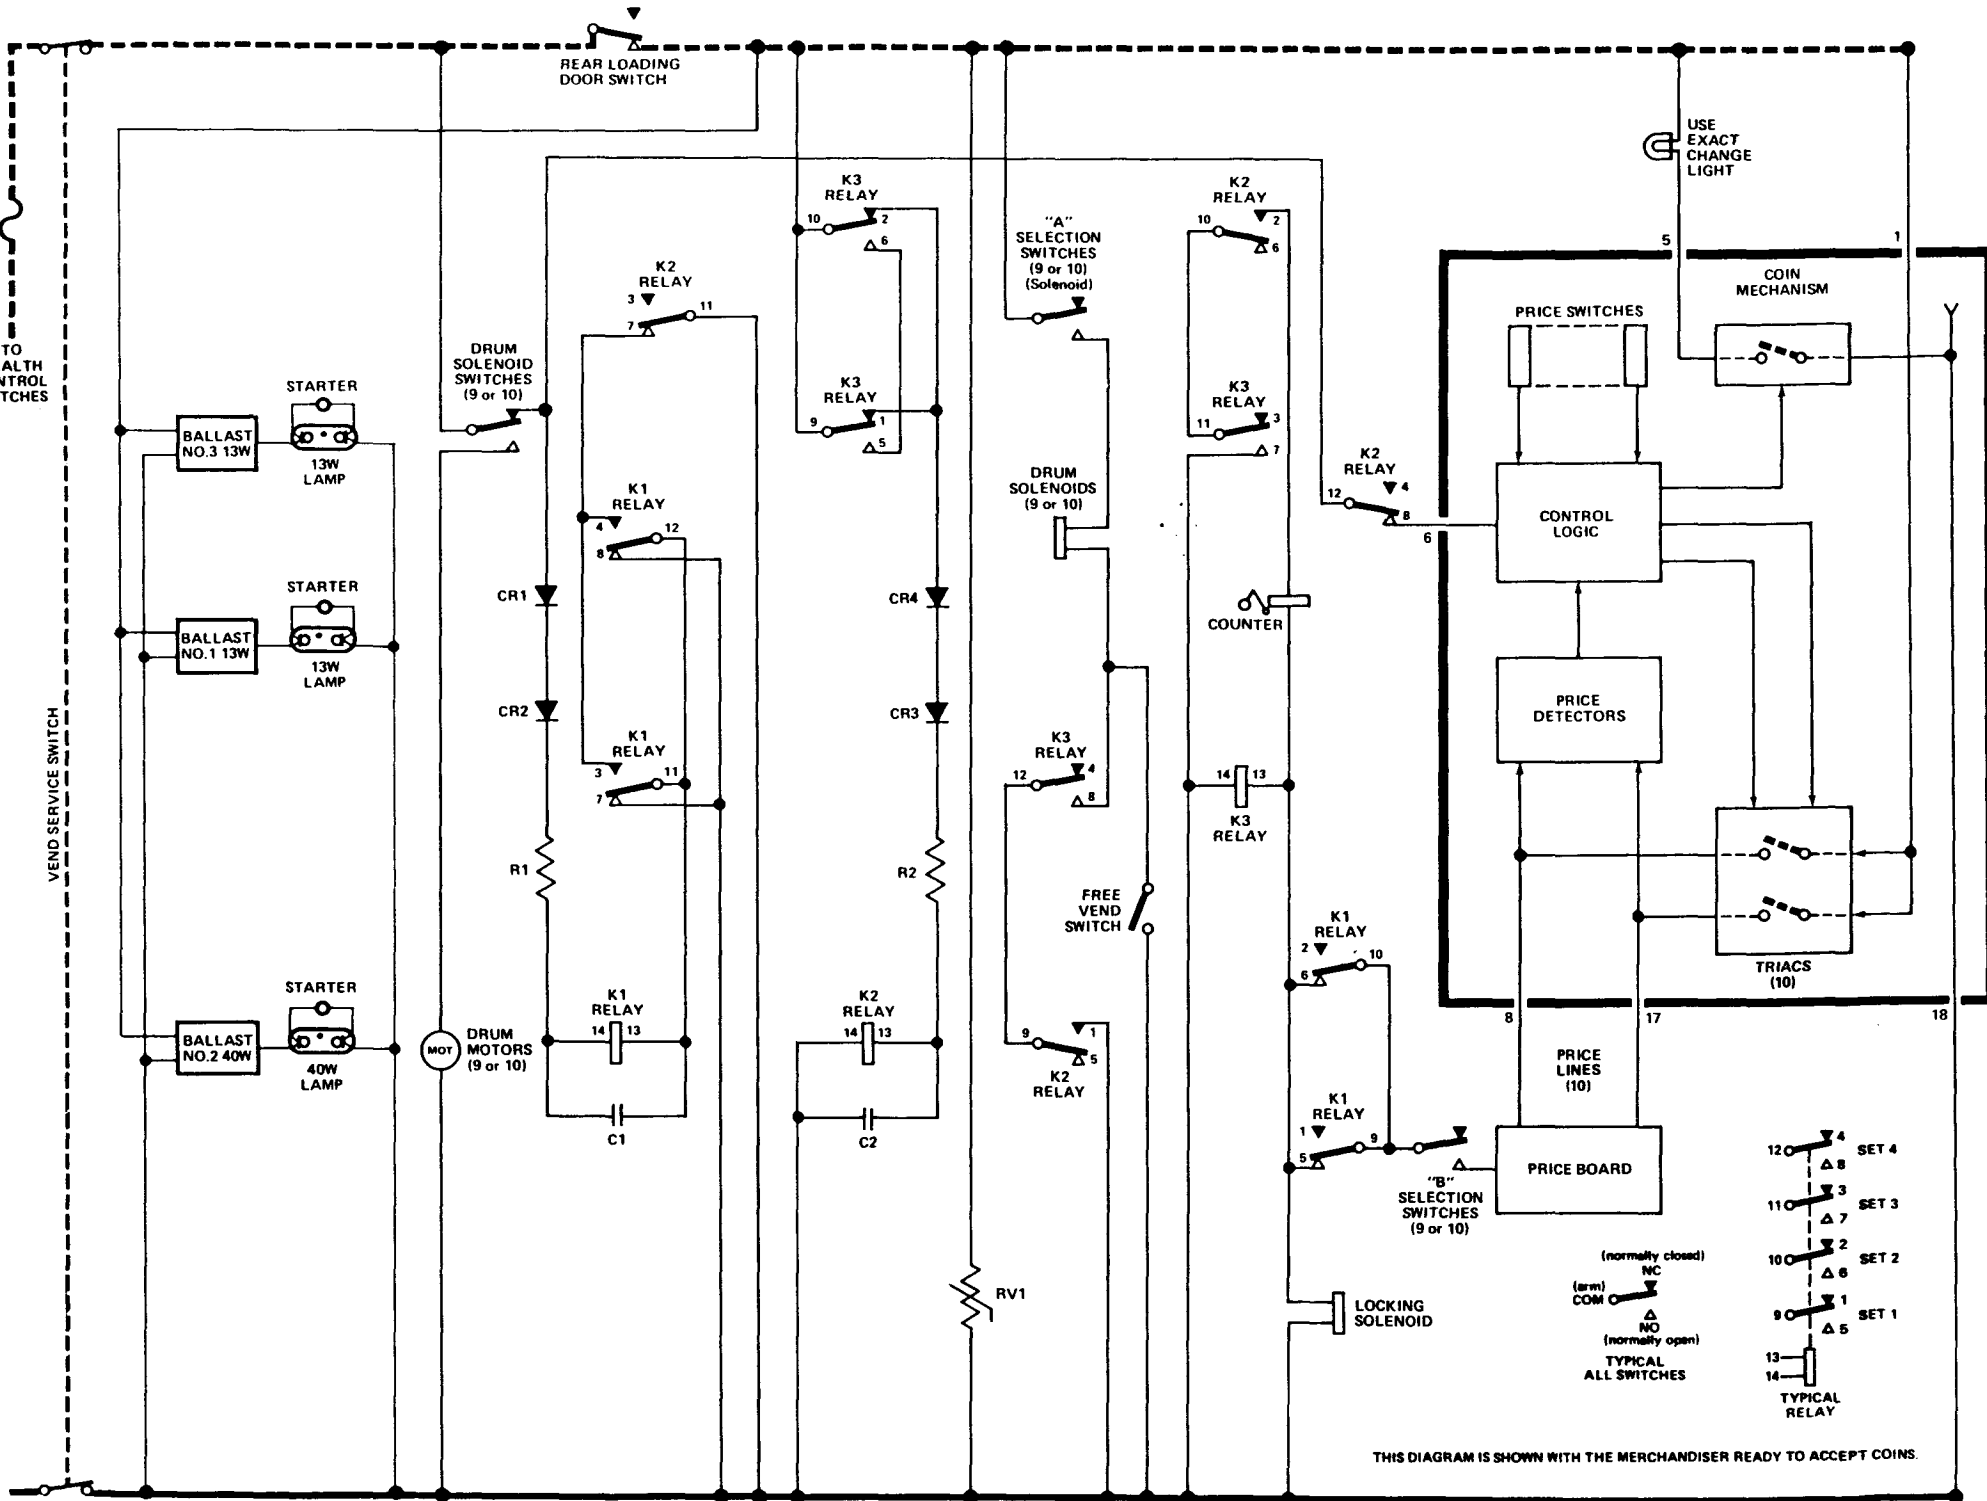 REAR LOADING
DOOR SWITCH
USE
EXACT
CHANGE
LIGHT
K3
RELAY
10
2
6
"A"
SELECTION
SWITCHES
(9 or 10)
(Solenoid)
K2
RELAY
10
2
6
5
1
COIN
MECHANISM
K2
RELAY
3
11
7
PRICE SWITCHES
TO
ALTH
NTROL
TCHES
DRUM
SOLENOID
SWITCHES
(9 or 10)
STARTER
BALLAST
NO.3 13W
13W
LAMP
K3
RELAY
9
1
5
K3
RELAY
11
3
7
DRUM
SOLENOIDS
(9 or 10)
K2
RELAY
12
4
8
6
CONTROL
LOGIC
K1
RELAY
4
12
8
STARTER
BALLAST
NO.1 13W
13W
LAMP
CR1
CR4
COUNTER
CR2
CR3
PRICE
DETECTORS
VEND SERVICE SWITCH
K1
RELAY
3
11
7
K3
RELAY
12
4
8
14
13
K3
RELAY
R1
R2
FREE
VEND
SWITCH
K1
RELAY
2
10
6
TRIACS
(10)
STARTER
BALLAST
NO.2 40W
40W
LAMP
MOT
DRUM
MOTORS
(9 or 10)
K1
RELAY
14
13
C1
K2
RELAY
14
13
C2
9
1
5
K2
RELAY
8
17
18
PRICE
LINES
(10)
K1
RELAY
1
9
5
"B"
SELECTION
SWITCHES
(9 or 10)
PRICE BOARD
12
4
8
SET 4
11
3
7
SET 3
10
2
6
SET 2
9
1
5
SET 1
13
14
TYPICAL
RELAY
(normally closed)
NC
(arm)
COM
NO
(normally open)
TYPICAL
ALL SWITCHES
RV1
LOCKING
SOLENOID
THIS DIAGRAM IS SHOWN WITH THE MERCHANDISER READY TO ACCEPT COINS.